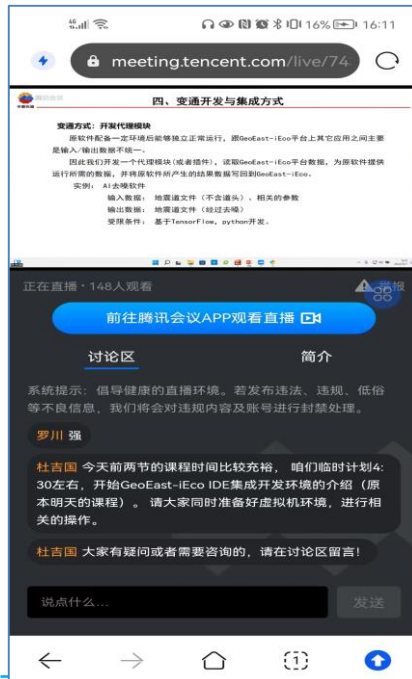 16% 16:11
meeting.tencent.com/live/74
四、变通开发与集成方式
变通方式：开发代理模块
原软件配备一定环境后能够独立正常运行，跟GeoEast-iEco平台上其它应用之间主要
是输入/输出数据不统一。
因此我们开发一个代理模块(或者插件)，读取GeoEast-iEco平台数据，为原软件提供
运行所需的数据，并将原软件所产生的结果数据写回到GeoEast-iEco。
实例： AI去噪软件
输入数据： 地震道文件（不含道头）、相关的参数
输出数据： 地震道文件（经过去噪）
受限条件： 基于TensorFlow，python开发。
正在直播·148人观看
举报
前往腾讯会议APP观看直播
讨论区 简介
系统提示：倡导健康的直播环境。若发布违法、违规、低俗
等不良信息，我们将会对违规内容及账号进行封禁处理。
罗川 强
杜吉国 今天前两节的课程时间比较充裕， 咱们临时计划4:
30左右，开始GeoEast-iEco IDE集成开发环境的介绍（原
本明天的课程）。 请大家同时准备好虚拟机环境，进行相
关的操作。
杜吉国 大家有疑问或者需要咨询的，请在讨论区留言！
说点什么... 发送
1